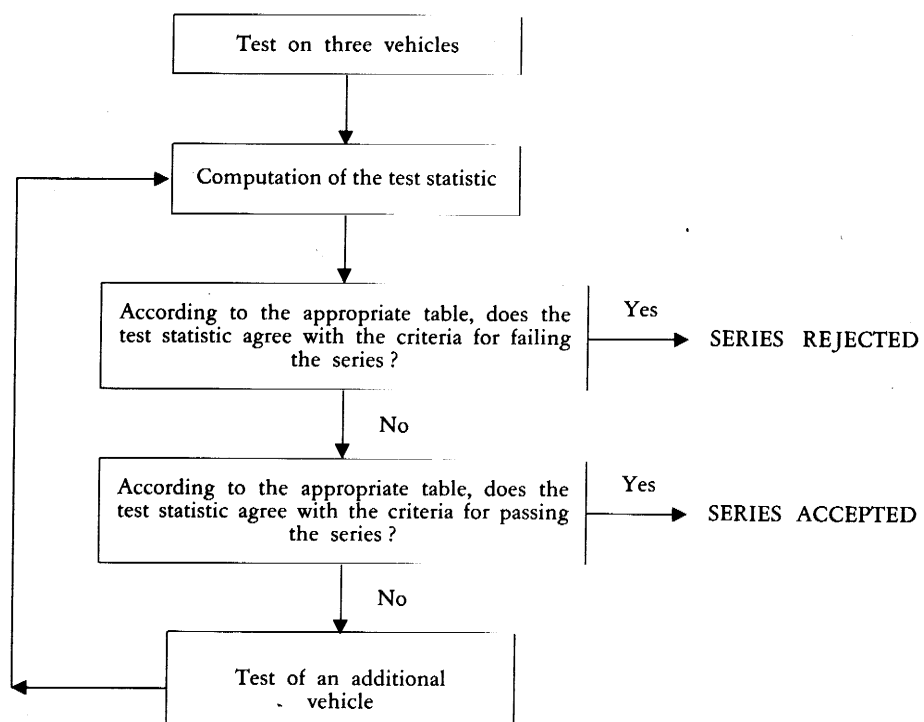 Test on three vehicles
Computation of the test statistic
According to the appropriate table, does the
test statistic agree with the criteria for failing
the series ?
Yes
SERIES REJECTED
No
According to the appropriate table, does the
test statistic agree with the criteria for passing
the series ?
Yes
SERIES ACCEPTED
No
Test of an additional
vehicle